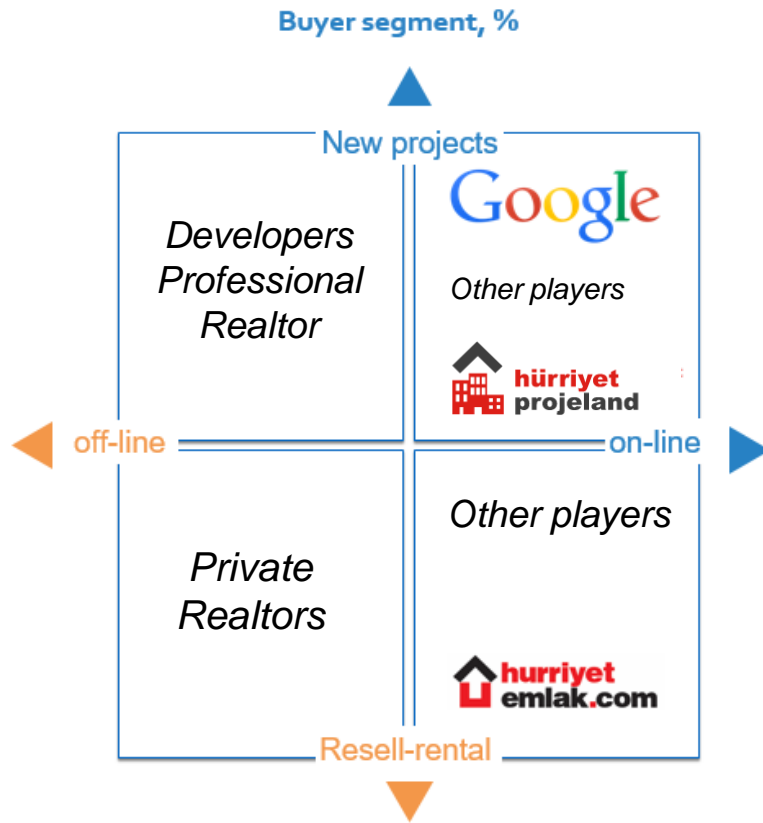 Buyer segment, %
New projects
Developers
Professional
Realtor
Google
Other players
hürriyet
projeland
off-line
on-line
Private
Realtors
Other players
hurriyet
emlak.com
Resell-rental